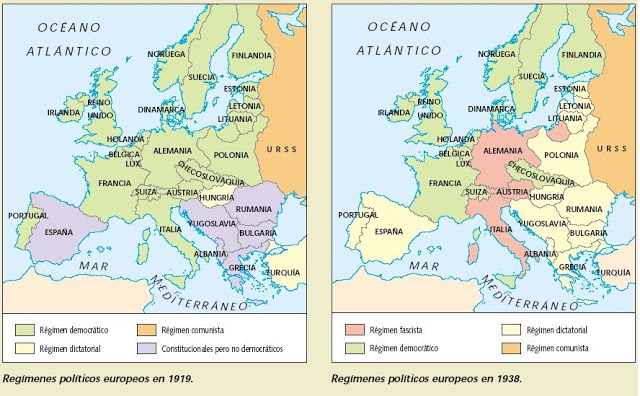 OCÉANO
ATLÁNTICO
NORUEGA
FINLANDIA
SUECIA
ESTONIA
LETONIA
LITUANIA
DINAMARCA
IRLANDA
REINO
UNIDO
HOLANDA
BÉLGICA
LUX.
ALEMANIA
POLONIA
URSS
CHECOSLOVAQUIA
FRANCIA
SUIZA
AUSTRIA
HUNGRÍA
RUMANIA
YUGOSLAVIA
BULGARIA
PORTUGAL
ESPAÑA
ITALIA
ALBANIA
GRECIA
TURQUÍA
MAR
MEDITERRÁNEO
Régimen democrático
Régimen comunista
Régimen dictatorial
Constitucionales pero no democráticos
Regímenes políticos europeos en 1919.
OCÉANO
ATLÁNTICO
NORUEGA
FINLANDIA
SUECIA
ESTONIA
LETONIA
LITUANIA
DINAMARCA
IRLANDA
REINO
UNIDO
HOLANDA
BÉLGICA
LUX.
ALEMANIA
POLONIA
URSS
CHECOSLOVAQUIA
FRANCIA
SUIZA
AUSTRIA
HUNGRÍA
RUMANIA
YUGOSLAVIA
BULGARIA
PORTUGAL
ESPAÑA
ITALIA
ALBANIA
GRECIA
TURQUÍA
MAR
MEDITERRÁNEO
Régimen fascista
Régimen dictatorial
Régimen democrático
Régimen comunista
Regímenes políticos europeos en 1938.